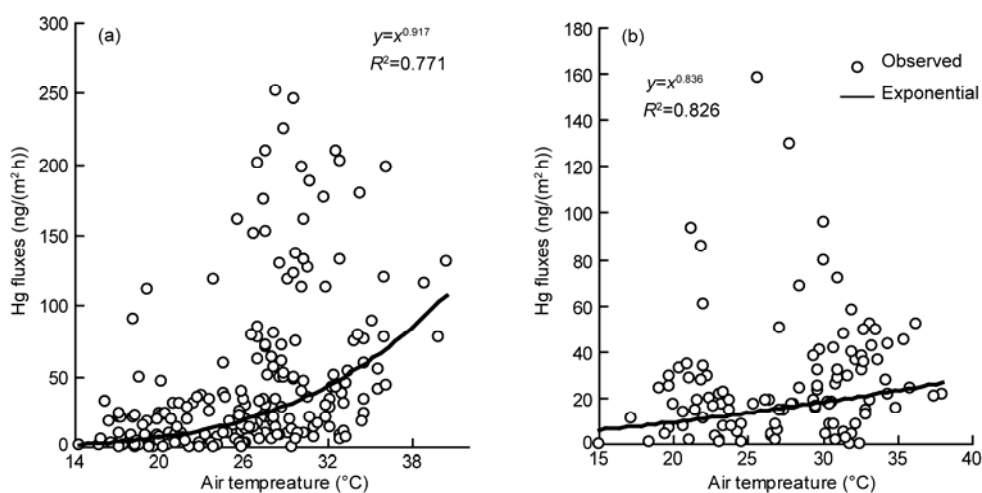 (a)
y=x^0.917
R²=0.771
Hg fluxes (ng/(m² h))
300
250
200
150
100
50
0
14
20
26
32
38
Air tempreature (°C)
(b)
y=x^0.836
R²=0.826
Observed
Exponential
Hg fluxes (ng/(m² h))
180
160
140
120
100
80
60
40
20
0
15
20
25
30
35
40
Air tempreature (°C)